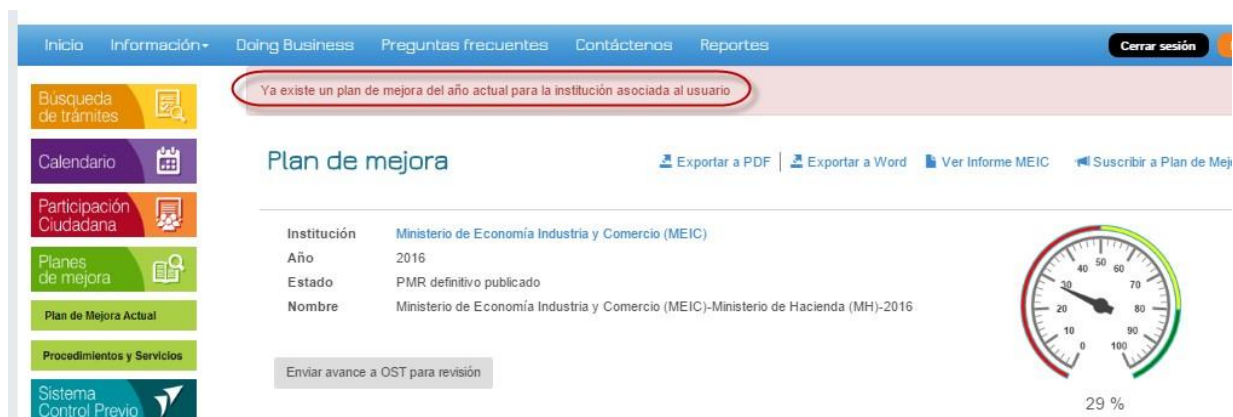 Inicio Información Doing Business Preguntas frecuentes Contáctenos Reportes Cerrar sesión
Ya existe un plan de mejora del año actual para la institución asociada al usuario
Búsqueda
de trámites
Calendario
Participación
Ciudadana
Planes
de mejora
Plan de Mejora Actual
Procedimientos y Servicios
Sistema
Control Previo
Plan de mejora
Exportar a PDF | Exportar a Word Ver Informe MEIC Suscribir a Plan de Mej
Institución Ministerio de Economía Industria y Comercio (MEIC)
Año 2016
Estado PMR definitivo publicado
Nombre Ministerio de Economía Industria y Comercio (MEIC)-Ministerio de Hacienda (MH)-2016
Enviar avance a OST para revisión
0 10 20 30 40 50 60 70 80 90 100
29 %